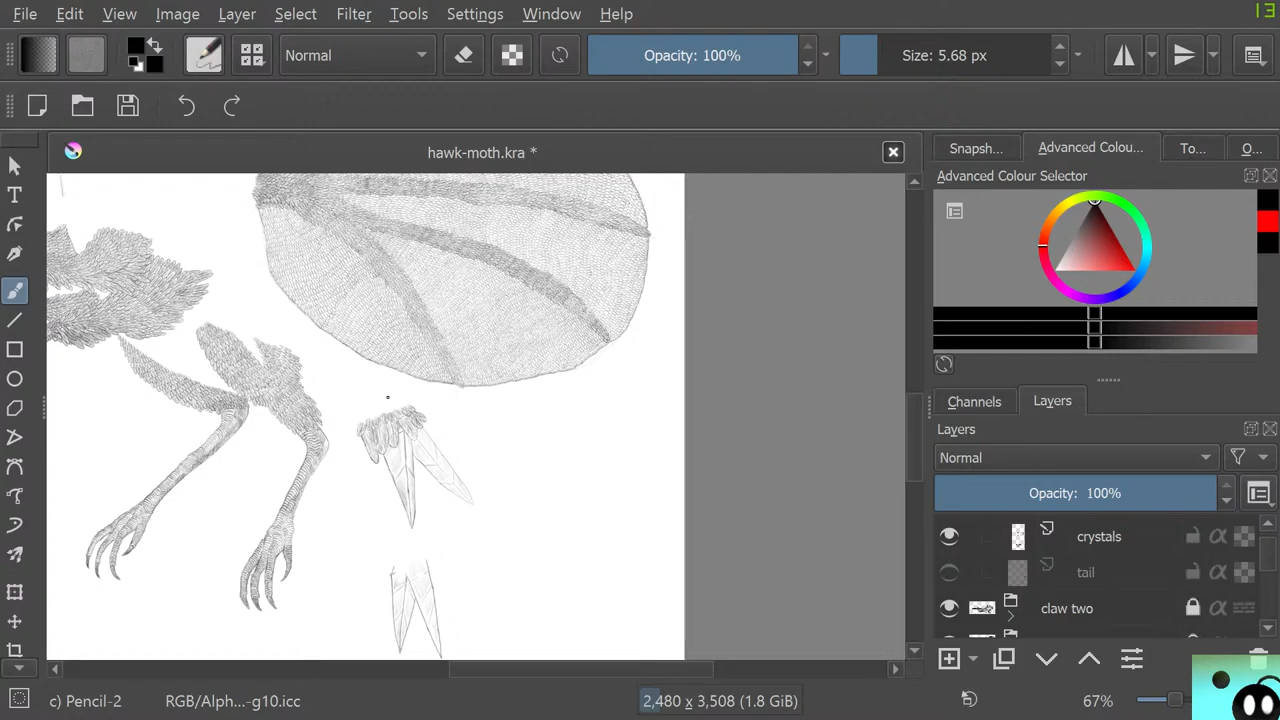 13
File Edit View Image Layer Select Filter Tools Settings Window Help
Normal Opacity: 100% Size: 5.68 px
hawk-moth.kra *
Snapsh... Advanced Colou... To... O...
Advanced Colour Selector
Channels Layers
Layers
Normal
Opacity: 100%
crystals
tail
claw two
c) Pencil-2 RGB/Alph...-g10.icc 2,480 x 3,508 (1.8 GiB) 67%